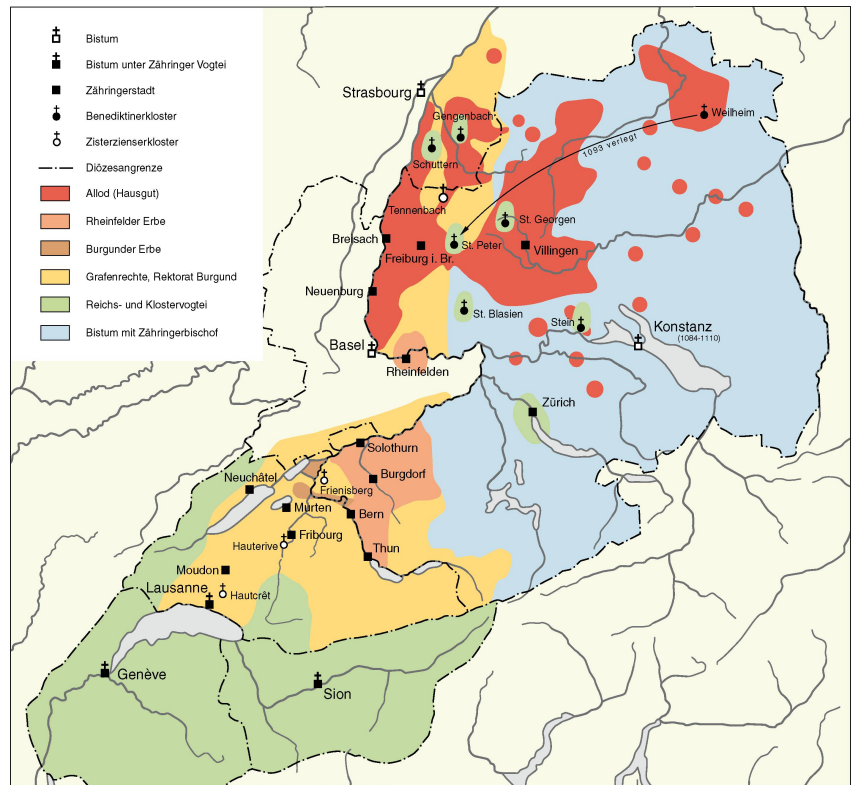 Bistum
Bistum unter Zähringer Vogtei
Zähringerstadt
Benediktinerkloster
Zisterzienserkloster
Diözesangrenze
Allod (Hausgut)
Rheinfelder Erbe
Burgunder Erbe
Grafenrechte, Rektorat Burgund
Reichs- und Klostervogtei
Bistum mit Zähringerbischof
Strasbourg
Gengenbach
Weilheim
1093 verlegt
Schuttern
Tennenbach
St. Georgen
Breisach
St. Peter
Villingen
Freiburg i. Br.
Neuenburg
St. Blasien
Stein
Konstanz
(1084-1110)
Basel
Rheinfelden
Zürich
Solothurn
Neuchâtel
Burgdorf
Frienisberg
Murten
Bern
Fribourg
Hauterive
Thun
Moudon
Lausanne
Hautcrêt
Genève
Sion